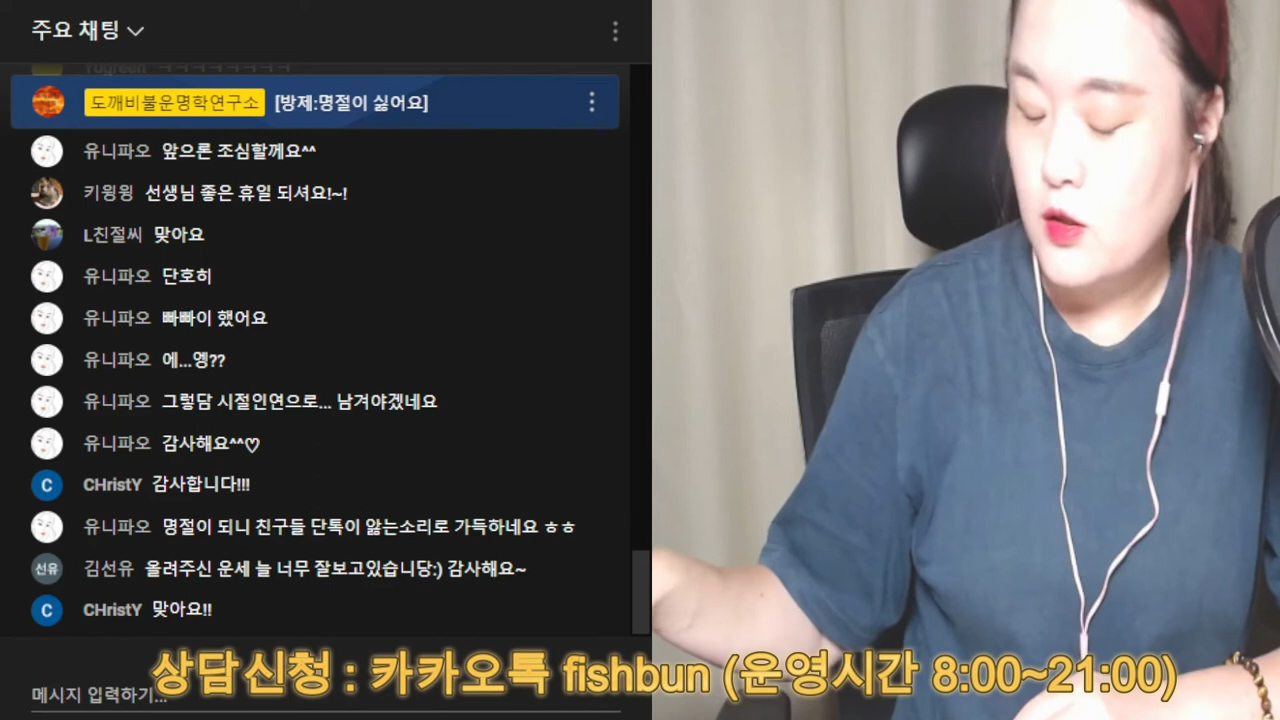 주요 채팅
Yugreen ㅋㅋㅋㅋㅋㅋㅋㅋㅋ
도깨비불운명학연구소 [방제:명절이 싫어요]
유니파오 앞으론 조심할께요^^
키윙윙 선생님 좋은 휴일 되셔요!~!
L친절씨 맞아요
유니파오 단호히
유니파오 빠빠이 했어요
유니파오 에...엥??
유니파오 그렇담 시절인연으로... 남겨야겠네요
유니파오 감사해요^^♡
C CHristY 감사합니다!!!
유니파오 명절이 되니 친구들 단톡이 앓는소리로 가득하네요 ㅎㅎ
선유 김선유 올려주신 운세 늘 너무 잘보고있습니당:) 감사해요~
C CHristY 맞아요!!
상담신청 : 카카오톡 fishbun (운영시간 8:00~21:00)
메시지 입력하기...